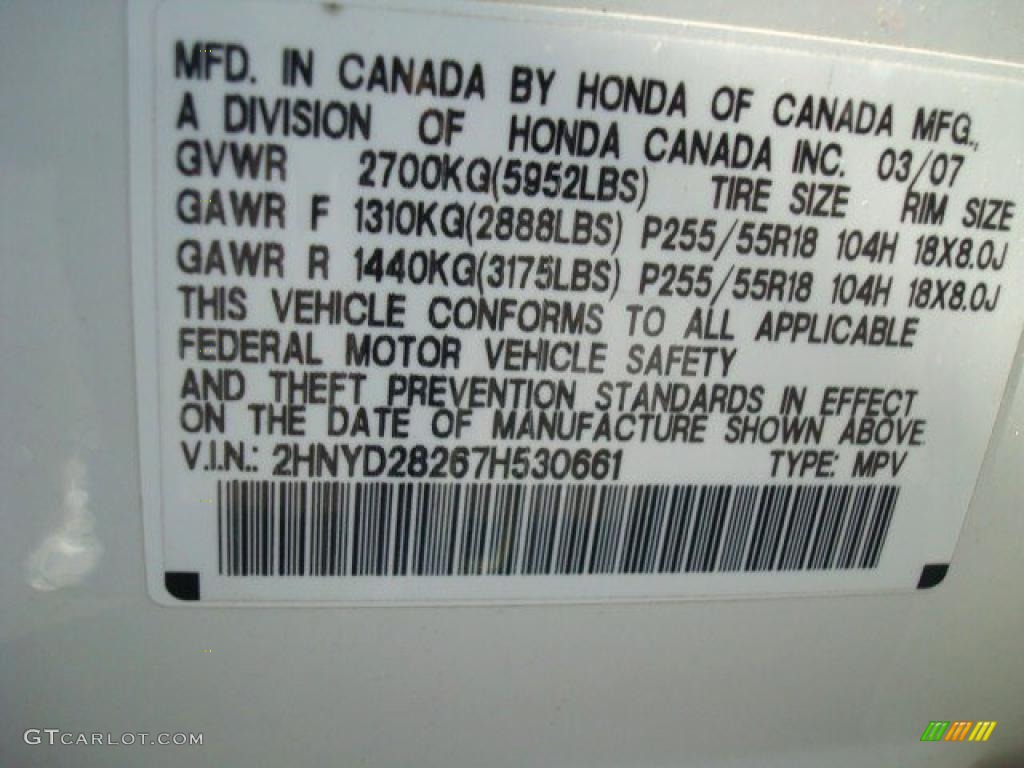 MFD. IN CANADA BY HONDA OF CANADA MFG.,
A DIVISION OF HONDA CANADA INC. 03/07
GVWR 2700KG(5952LBS) TIRE SIZE RIM SIZE
GAWR F 1310KG(2888LBS) P255/55R18 104H 18X8.0J
GAWR R 1440KG(3175LBS) P255/55R18 104H 18X8.0J
THIS VEHICLE CONFORMS TO ALL APPLICABLE
FEDERAL MOTOR VEHICLE SAFETY
AND THEFT PREVENTION STANDARDS IN EFFECT
ON THE DATE OF MANUFACTURE SHOWN ABOVE.
V.I.N.: 2HNYD28267H530661 TYPE: MPV
GTCARLOT.COM